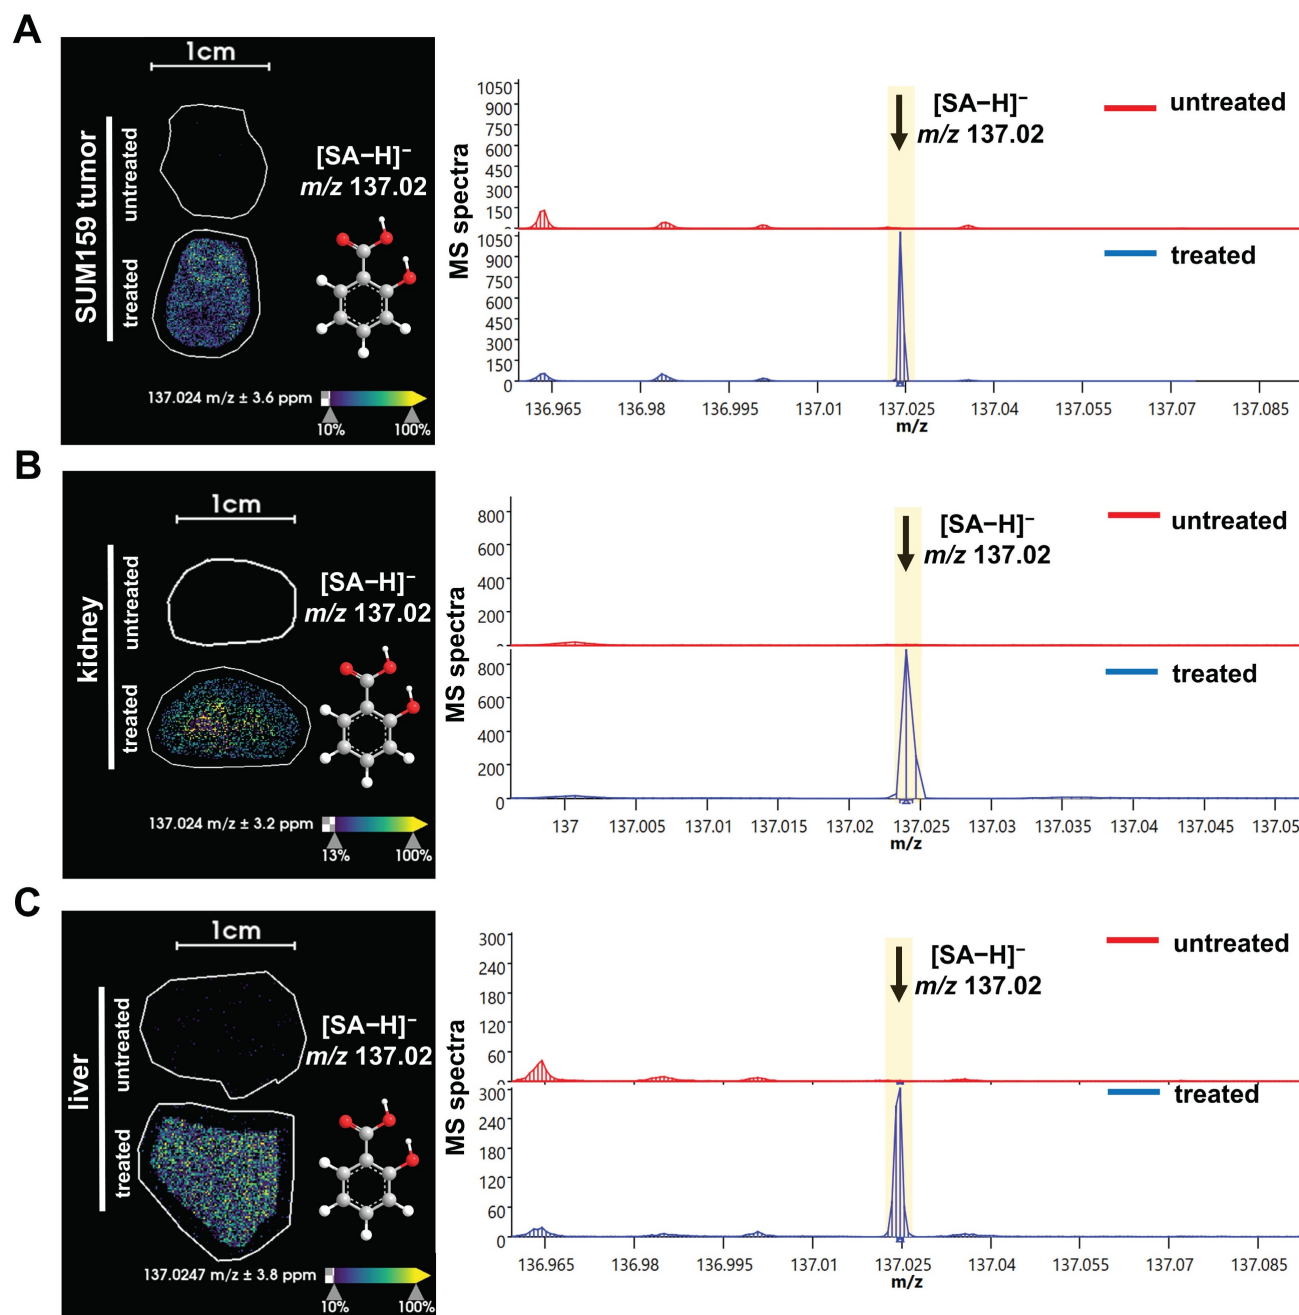 A
1cm
SUM159 tumor
untreated
treated
[SA−H]⁻
m/z 137.02
137.024 m/z ± 3.6 ppm
10%
100%
MS spectra
1050
900
750
600
450
300
150
1050
900
750
600
450
300
150
0
[SA−H]⁻
m/z 137.02
untreated
treated
136.965 136.98 136.995 137.01 137.025 137.04 137.055 137.07 137.085
m/z
B
1cm
kidney
untreated
treated
[SA−H]⁻
m/z 137.02
137.024 m/z ± 3.2 ppm
13%
100%
MS spectra
800
600
400
200
800
600
400
200
0
[SA−H]⁻
m/z 137.02
untreated
treated
137 137.005 137.01 137.015 137.02 137.025 137.03 137.035 137.04 137.045 137.05
m/z
C
1cm
liver
untreated
treated
[SA−H]⁻
m/z 137.02
137.0247 m/z ± 3.8 ppm
10%
100%
MS spectra
300
240
180
120
60
300
240
180
120
60
0
[SA−H]⁻
m/z 137.02
untreated
treated
136.965 136.98 136.995 137.01 137.025 137.04 137.055 137.07 137.085
m/z